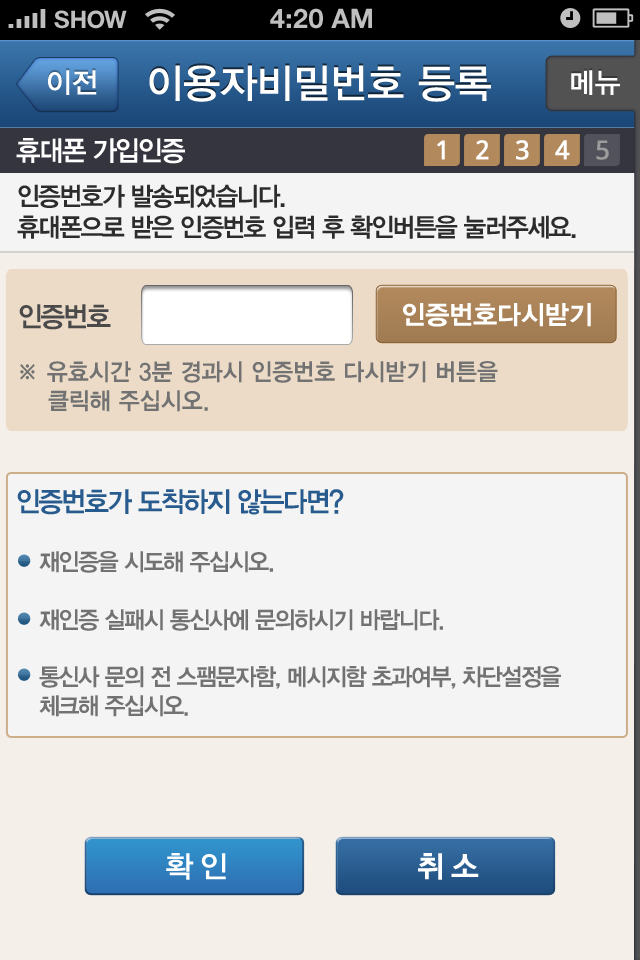 SHOW 4:20 AM
이전 이용자비밀번호 등록 메뉴
휴대폰 가입인증 1 2 3 4 5
인증번호가 발송되었습니다.
휴대폰으로 받은 인증번호 입력 후 확인버튼을 눌러주세요.
인증번호 인증번호다시받기
※ 유효시간 3분 경과시 인증번호 다시받기 버튼을
클릭해 주십시오.
인증번호가 도착하지 않는다면?
● 재인증을 시도해 주십시오.
● 재인증 실패시 통신사에 문의하시기 바랍니다.
● 통신사 문의 전 스팸문자함, 메시지함 초과여부, 차단설정을
체크해 주십시오.
확인 취소